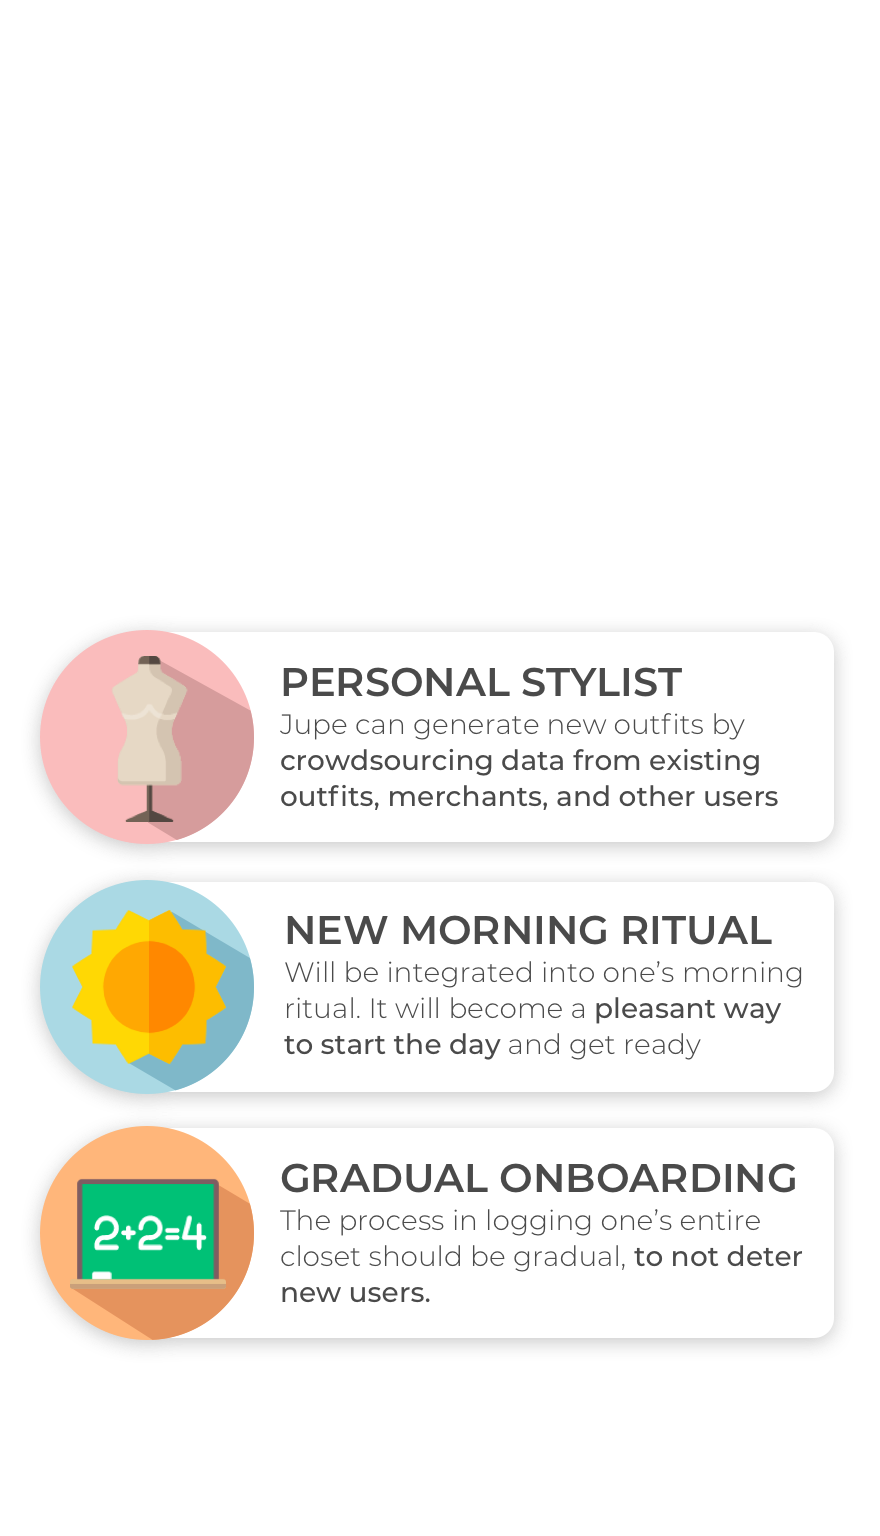 PERSONAL STYLIST
Jupe can generate new outfits by
crowdsourcing data from existing
outfits, merchants, and other users
NEW MORNING RITUAL
Will be integrated into one’s morning
ritual. It will become a pleasant way
to start the day and get ready
2+2=4
GRADUAL ONBOARDING
The process in logging one’s entire
closet should be gradual, to not deter
new users.